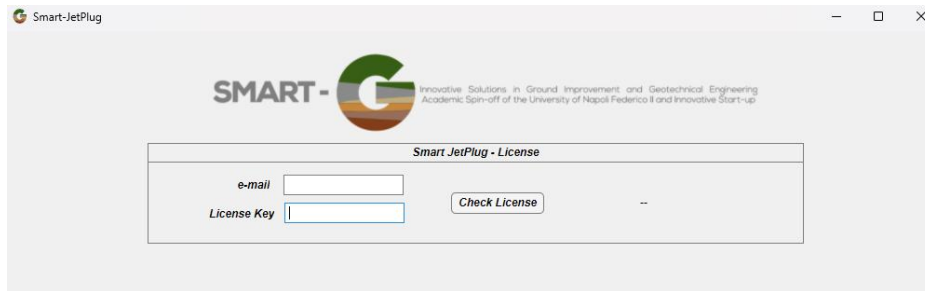 Smart-JetPlug
SMART-G
Innovative Solutions in Ground Improvement and Geotechnical Engineering
Academic Spin-off of the University of Napoli Federico II and Innovative Start-up
Smart JetPlug - License
e-mail
License Key
Check License
--